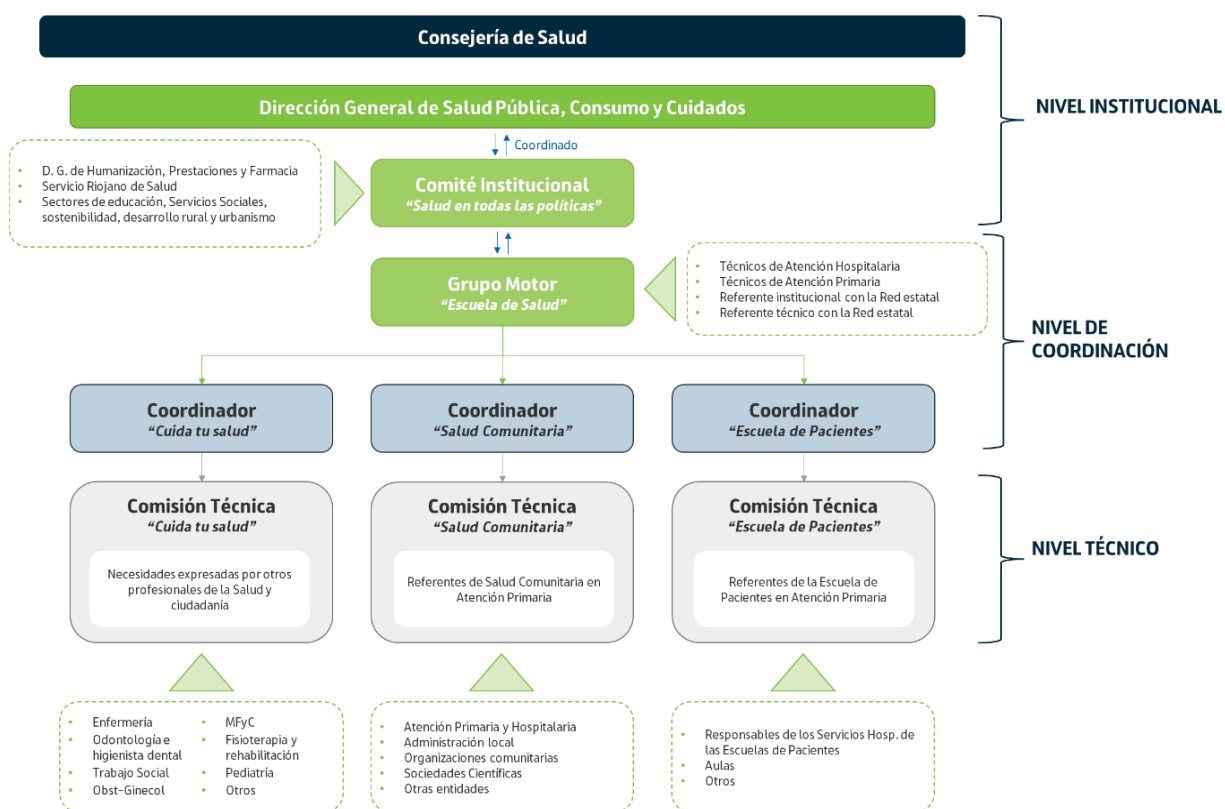 Consejería de Salud
Dirección General de Salud Pública, Consumo y Cuidados
NIVEL INSTITUCIONAL
Coordinado
D. G. de Humanización, Prestaciones y Farmacia
Servicio Riojano de Salud
Sectores de educación, Servicios Sociales,
sostenibilidad, desarrollo rural y urbanismo
Comité Institucional
“Salud en todas las políticas”
Grupo Motor
“Escuela de Salud”
Técnicos de Atención Hospitalaria
Técnicos de Atención Primaria
Referente institucional con la Red estatal
Referente técnico con la Red estatal
NIVEL DE
COORDINACIÓN
Coordinador
“Cuida tu salud”
Coordinador
“Salud Comunitaria”
Coordinador
“Escuela de Pacientes”
Comisión Técnica
“Cuida tu salud”
Necesidades expresadas por otros
profesionales de la Salud y
ciudadanía
Comisión Técnica
“Salud Comunitaria”
Referentes de Salud Comunitaria en
Atención Primaria
Comisión Técnica
“Escuela de Pacientes”
Referentes de la Escuela de
Pacientes en Atención Primaria
NIVEL TÉCNICO
Enfermería
Odontología e
higienista dental
Trabajo Social
Obst-Ginecol
MFyC
Fisioterapia y
rehabilitación
Pediatría
Otros
Atención Primaria y Hospitalaria
Administración local
Organizaciones comunitarias
Sociedades Científicas
Otras entidades
Responsables de los Servicios Hosp. de
las Escuelas de Pacientes
Aulas
Otros